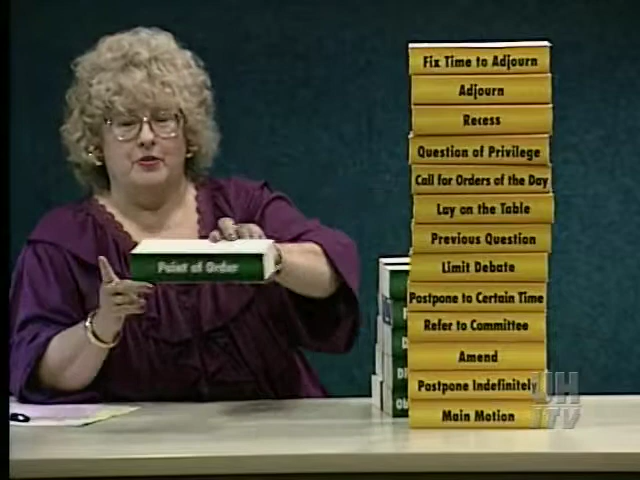 Fix Time to Adjourn
Adjourn
Recess
Question of Privilege
Call for Orders of the Day
Lay on the Table
Previous Question
Limit Debate
Postpone to Certain Time
Refer to Committee
Amend
Postpone Indefinitely
Main Motion
Point of Order
UH
ITV